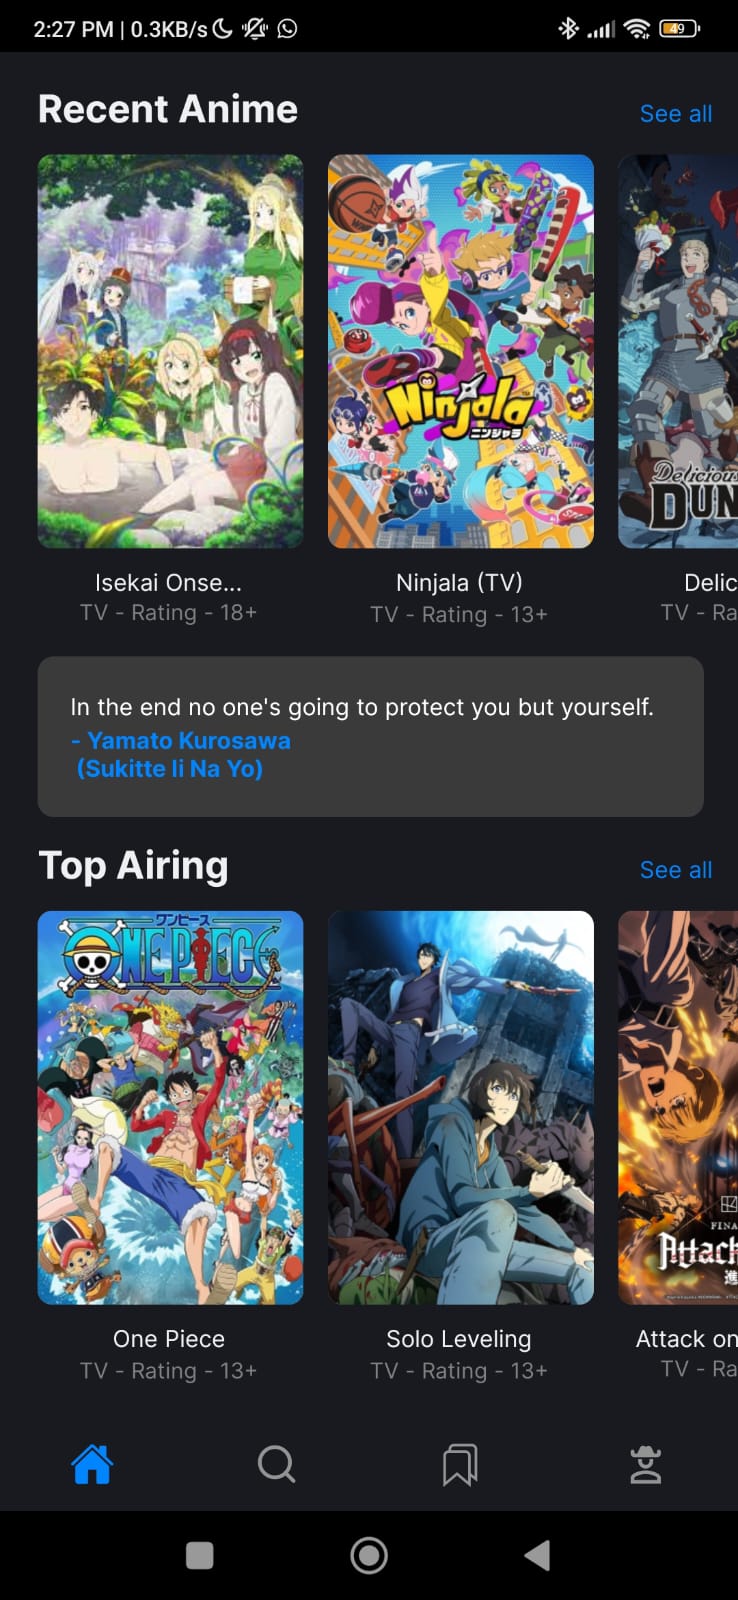 2:27 PM | 0.3KB/s
49
Recent Anime
See all
Ninjala
ニンジャラ
Delicious
DUN
Isekai Onse...
TV - Rating - 18+
Ninjala (TV)
TV - Rating - 13+
Delic
TV - Ra
In the end no one's going to protect you but yourself.
- Yamato Kurosawa
(Sukitte Ii Na Yo)
Top Airing
See all
ワンピース
ONE PIECE
FINA
Attack
進
One Piece
TV - Rating - 13+
Solo Leveling
TV - Rating - 13+
Attack on
TV - Ra